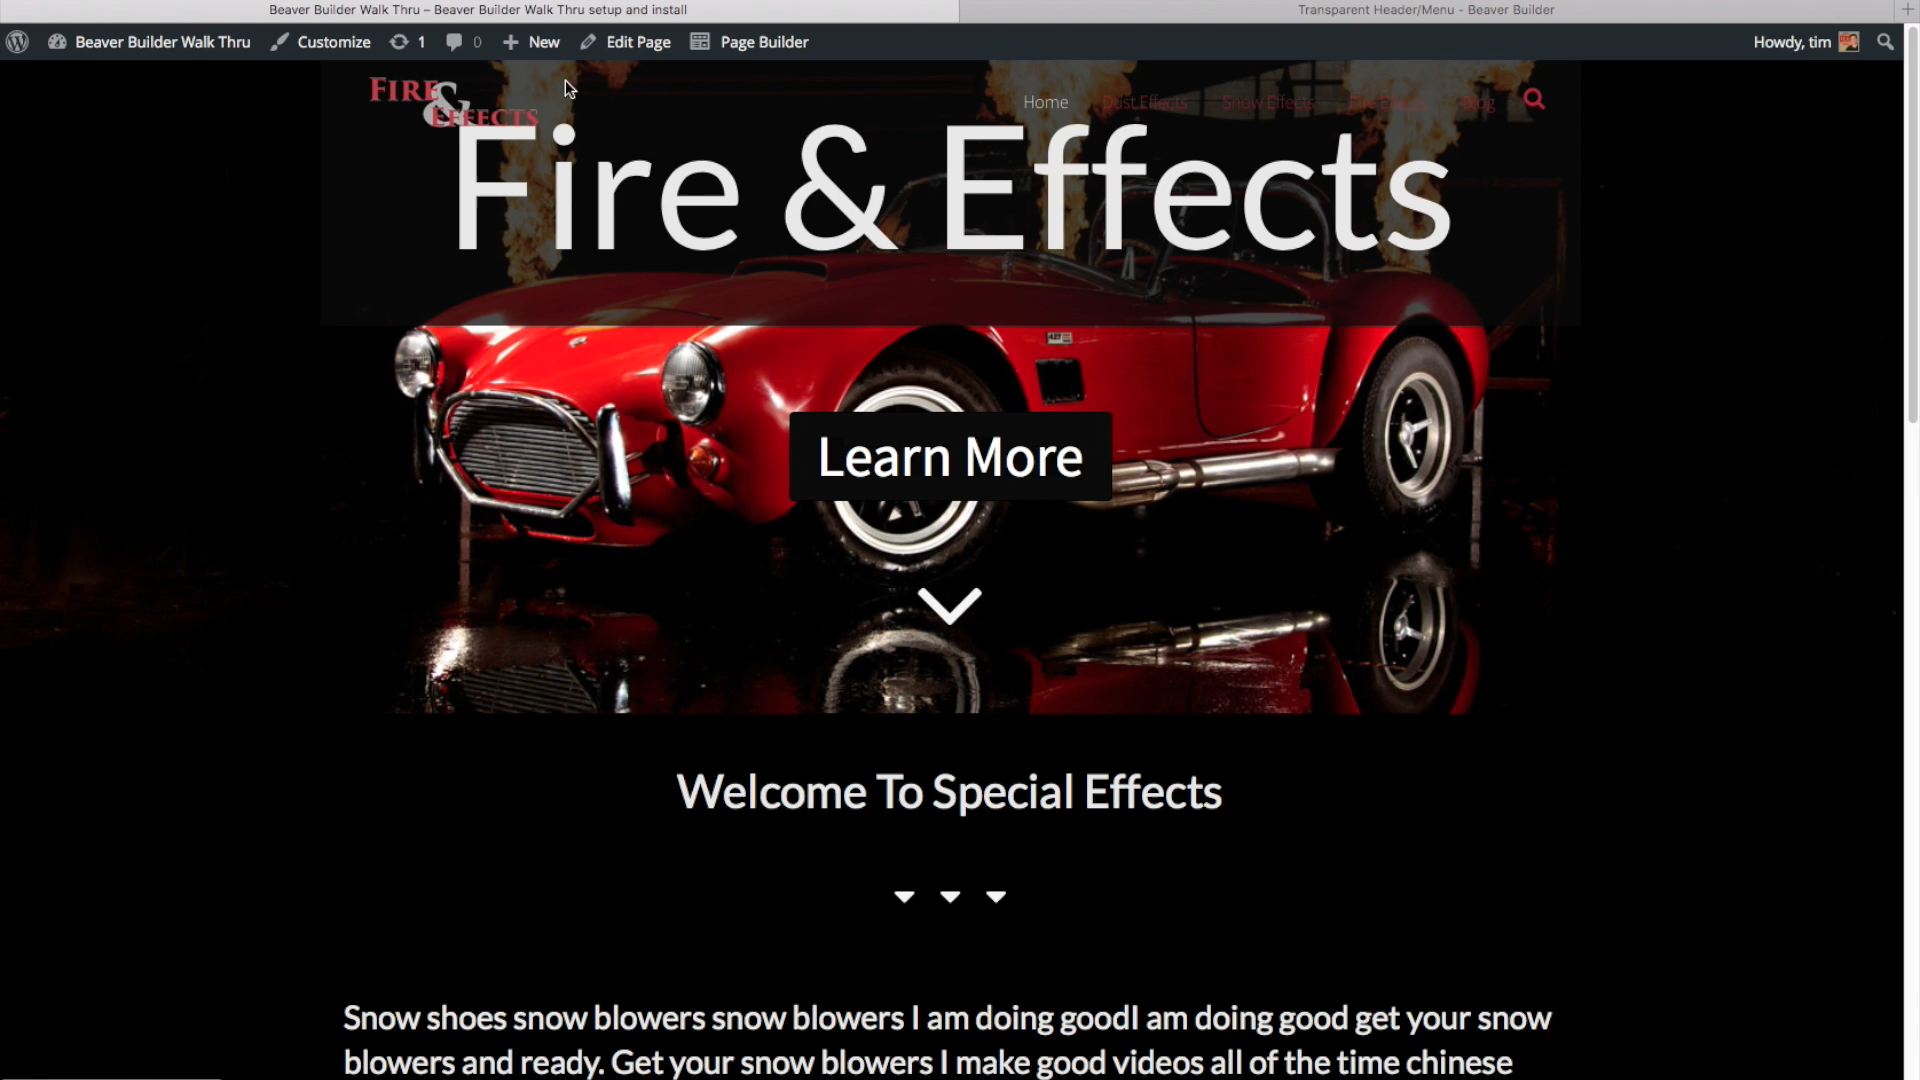 Beaver Builder Walk Thru – Beaver Builder Walk Thru setup and install
Transparent Header/Menu - Beaver Builder
Beaver Builder Walk Thru Customize 1 0 New Edit Page Page Builder Howdy, tim
FIRE & EFFECTS
Home Dust Effects Snow Effects Fire Effects Blog
Fire & Effects
Learn More
Welcome To Special Effects
Snow shoes snow blowers snow blowers I am doing goodI am doing good get your snow
blowers and ready. Get your snow blowers I make good videos all of the time chinese